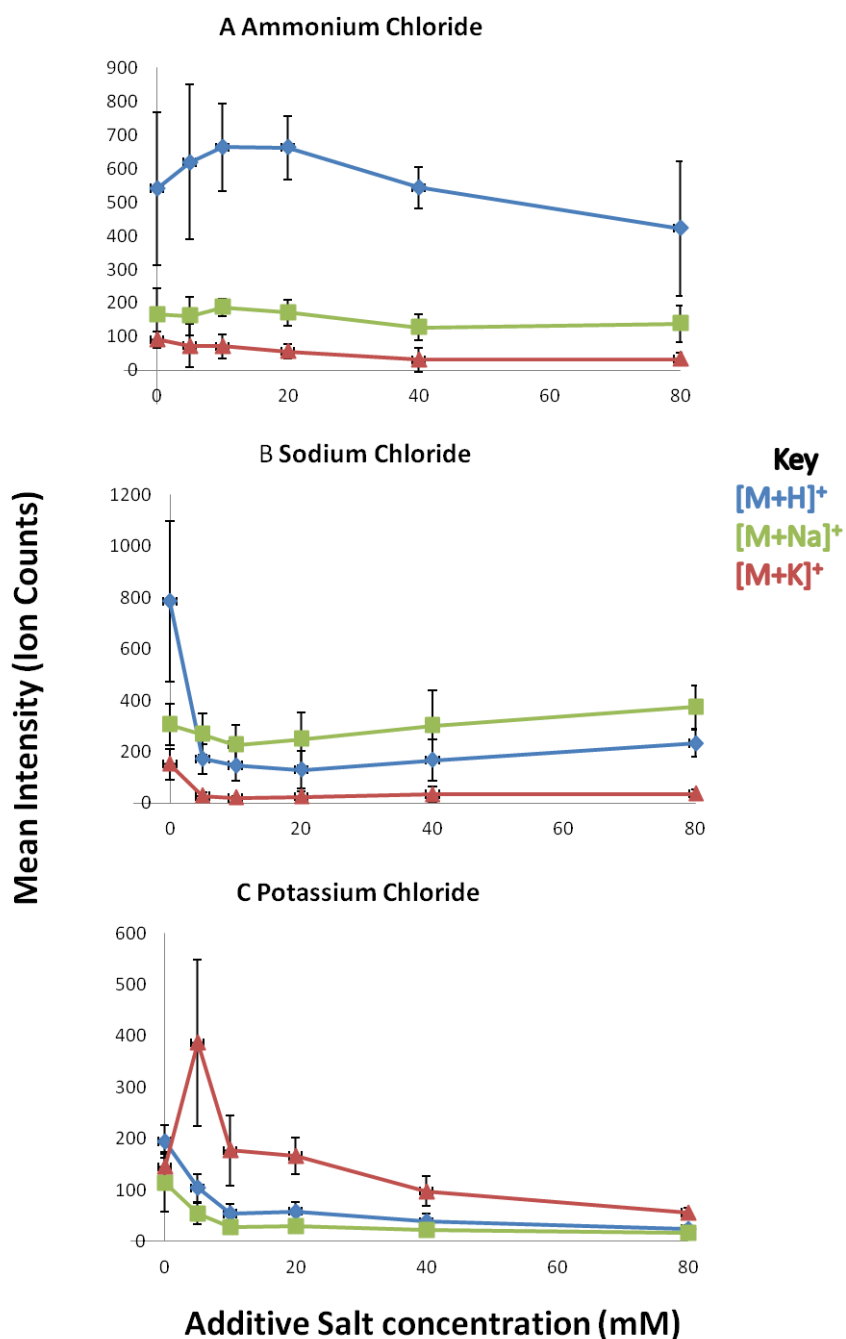 A Ammonium Chloride
900
800
700
600
500
400
300
200
100
0
0 20 40 60 80
B Sodium Chloride
1200
1000
800
600
400
200
0
0 20 40 60 80
Key
[M+H]⁺
[M+Na]⁺
[M+K]⁺
Mean Intensity (Ion Counts)
C Potassium Chloride
600
500
400
300
200
100
0
0 20 40 60 80
Additive Salt concentration (mM)